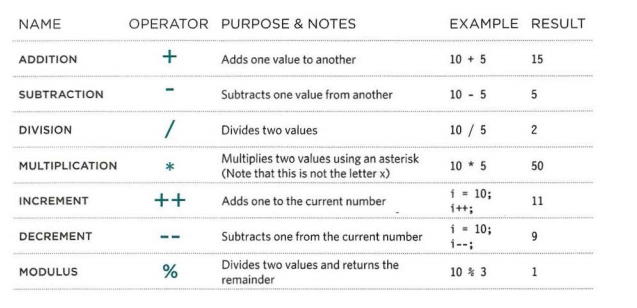 NAME OPERATOR PURPOSE & NOTES EXAMPLE RESULT
ADDITION + Adds one value to another 10 + 5 15
SUBTRACTION - Subtracts one value from another 10 - 5 5
DIVISION / Divides two values 10 / 5 2
MULTIPLICATION * Multiplies two values using an asterisk
(Note that this is not the letter x) 10 * 5 50
INCREMENT ++ Adds one to the current number i = 10;
i++; 11
DECREMENT -- Subtracts one from the current number i = 10;
i--; 9
MODULUS % Divides two values and returns the
remainder 10 % 3 1